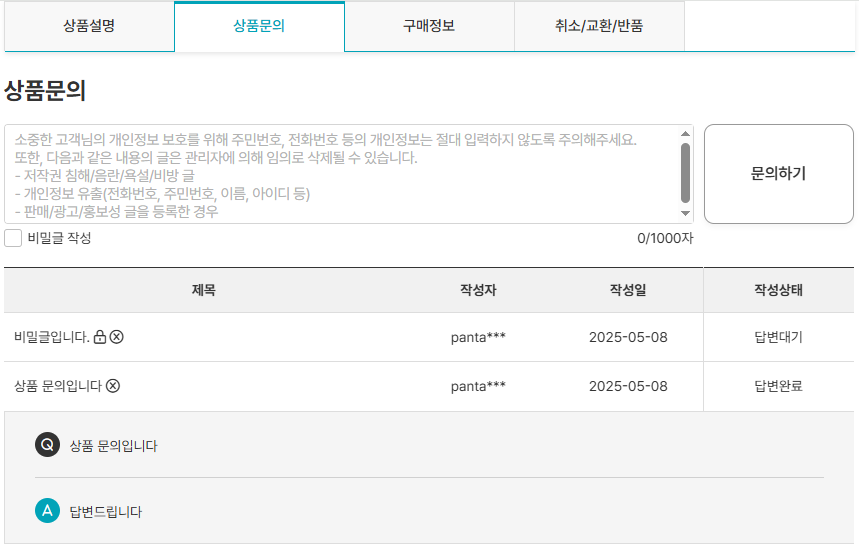 상품설명 상품문의 구매정보 취소/교환/반품
상품문의
소중한 고객님의 개인정보 보호를 위해 주민번호, 전화번호 등의 개인정보는 절대 입력하지 않도록 주의해주세요.
또한, 다음과 같은 내용의 글은 관리자에 의해 임의로 삭제될 수 있습니다.
- 저작권 침해/음란/욕설/비방 글
- 개인정보 유출(전화번호, 주민번호, 이름, 아이디 등)
- 판매/광고/홍보성 글을 등록한 경우
문의하기
비밀글 작성 0/1000자
제목 작성자 작성일 작성상태
비밀글입니다. panta*** 2025-05-08 답변대기
상품 문의입니다 panta*** 2025-05-08 답변완료
Q 상품 문의입니다
A 답변드립니다